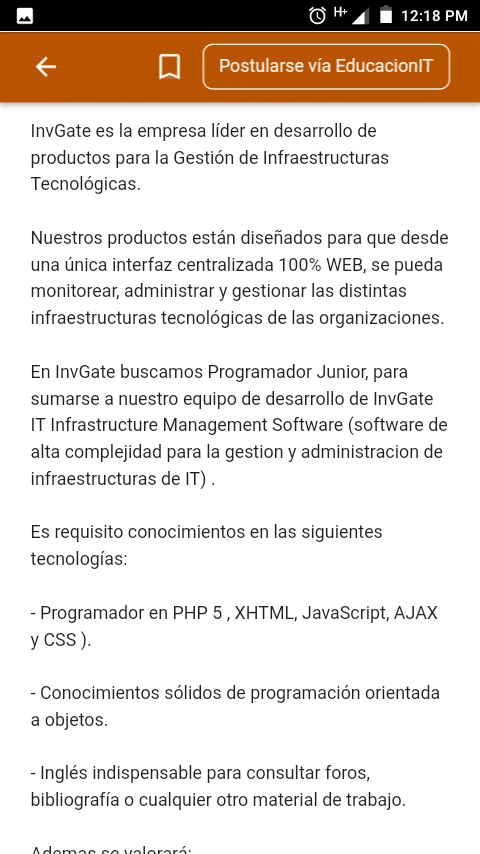 H+ 12:18 PM
Postularse vía EducacionIT
InvGate es la empresa líder en desarrollo de
productos para la Gestión de Infraestructuras
Tecnológicas.
Nuestros productos están diseñados para que desde
una única interfaz centralizada 100% WEB, se pueda
monitorear, administrar y gestionar las distintas
infraestructuras tecnológicas de las organizaciones.
En InvGate buscamos Programador Junior, para
sumarse a nuestro equipo de desarrollo de InvGate
IT Infrastructure Management Software (software de
alta complejidad para la gestion y administracion de
infraestructuras de IT) .
Es requisito conocimientos en las siguientes
tecnologías:
- Programador en PHP 5 , XHTML, JavaScript, AJAX
y CSS ).
- Conocimientos sólidos de programación orientada
a objetos.
- Inglés indispensable para consultar foros,
bibliografía o cualquier otro material de trabajo.
Ademas se valorará: